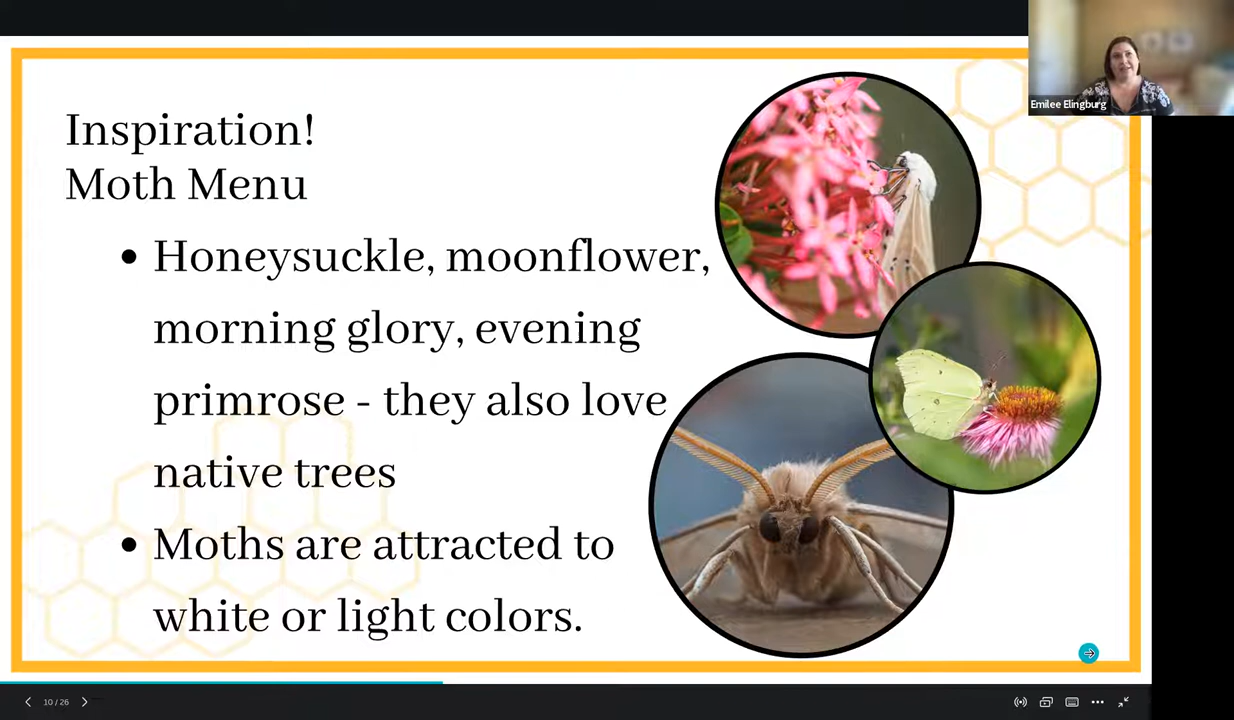 Emilee Elingburg
Inspiration!
Moth Menu
• Honeysuckle, moonflower,
morning glory, evening
primrose - they also love
native trees
• Moths are attracted to
white or light colors.
10 / 26